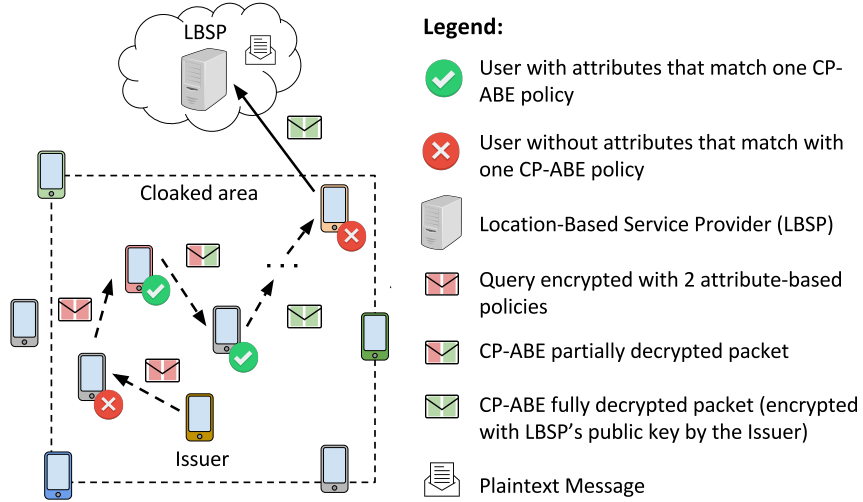 LBSP
Cloaked area
. . .
Issuer
Legend:
User with attributes that match one CP-
ABE policy
User without attributes that match with
one CP-ABE policy
Location-Based Service Provider (LBSP)
Query encrypted with 2 attribute-based
policies
CP-ABE partially decrypted packet
CP-ABE fully decrypted packet (encrypted
with LBSP's public key by the Issuer)
Plaintext Message